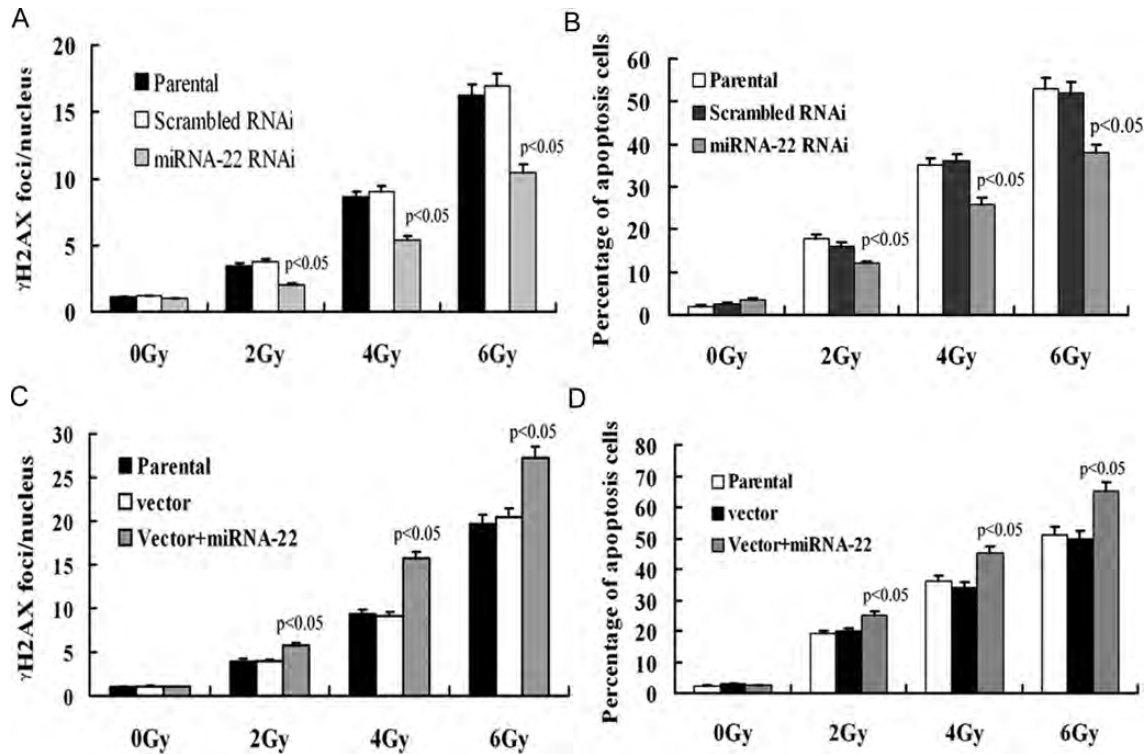 A
γH2AX foci/nucleus
20
15
10
5
0
Parental
Scrambled RNAi
miRNA-22 RNAi
p<0.05
p<0.05
p<0.05
0Gy 2Gy 4Gy 6Gy
B
Percentage of apoptosis cells
60
50
40
30
20
10
0
Parental
Scrambled RNAi
miRNA-22 RNAi
p<0.05
p<0.05
p<0.05
0Gy 2Gy 4Gy 6Gy
C
γH2AX foci/nucleus
30
25
20
15
10
5
0
Parental
vector
Vector+miRNA-22
p<0.05
p<0.05
p<0.05
0Gy 2Gy 4Gy 6Gy
D
Percentage of apoptosis cells
80
70
60
50
40
30
20
10
0
Parental
vector
Vector+miRNA-22
p<0.05
p<0.05
p<0.05
0Gy 2Gy 4Gy 6Gy